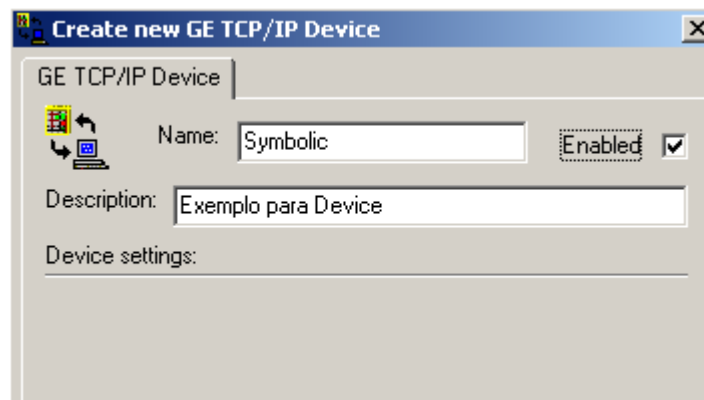 Create new GE TCP/IP Device
GE TCP/IP Device
Name: Symbolic Enabled
Description: Exemplo para Device
Device settings: